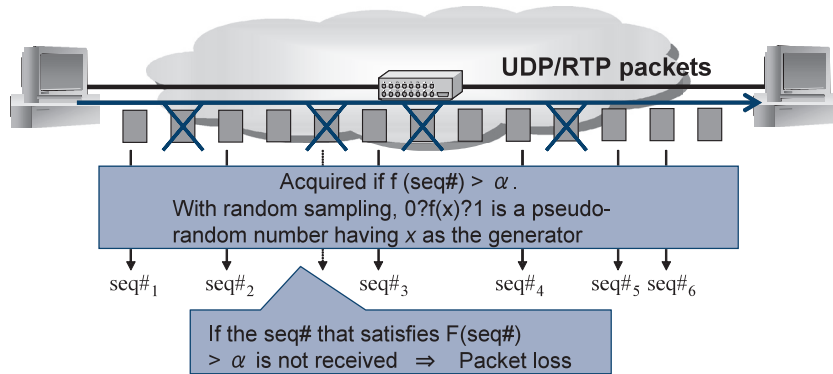 UDP/RTP packets
Acquired if f (seq#) > α.
With random sampling, 0?f(x)?1 is a pseudo-
random number having x as the generator
seq#₁ seq#₂ seq#₃ seq#₄ seq#₅ seq#₆
If the seq# that satisfies F(seq#)
> α is not received ⇒ Packet loss